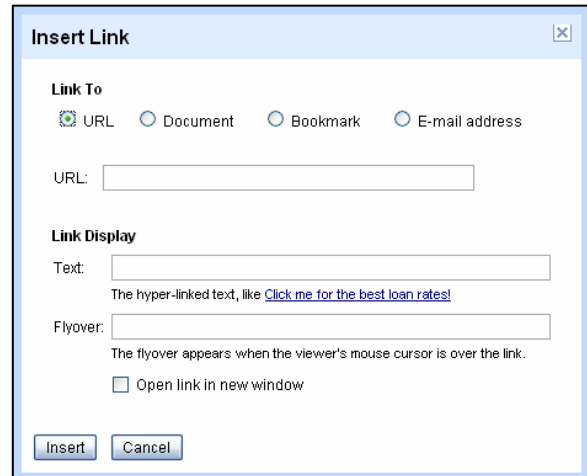 Insert Link
Link To
URL Document Bookmark E-mail address
URL:
Link Display
Text:
The hyper-linked text, like Click me for the best loan rates!
Flyover:
The flyover appears when the viewer's mouse cursor is over the link.
Open link in new window
Insert Cancel